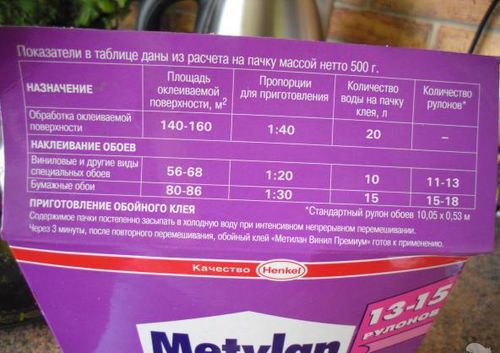 Показатели в таблице даны из расчета на пачку массой нетто 500 г.
НАЗНАЧЕНИЕ
Площадь оклеиваемой поверхности, м²
Пропорции для приготовления
Количество воды на пачку клея, л
Количество рулонов*
Обработка оклеиваемой поверхности 140-160 1:40 20 –
НАКЛЕИВАНИЕ ОБОЕВ
Виниловые и другие виды специальных обоев 56-68 1:20 10 11-13
Бумажные обои 80-86 1:30 15 15-18
ПРИГОТОВЛЕНИЕ ОБОЙНОГО КЛЕЯ
*Стандартный рулон обоев 10,05 x 0,53 м
Содержимое пачки постепенно засыпать в холодную воду при интенсивном непрерывном перемешивании.
Через 3 минуты, после повторного перемешивания, обойный клей «Метилан Винил Премиум» готов к применению.
Качество Henkel
13-15
РУЛОНОВ
Metylan